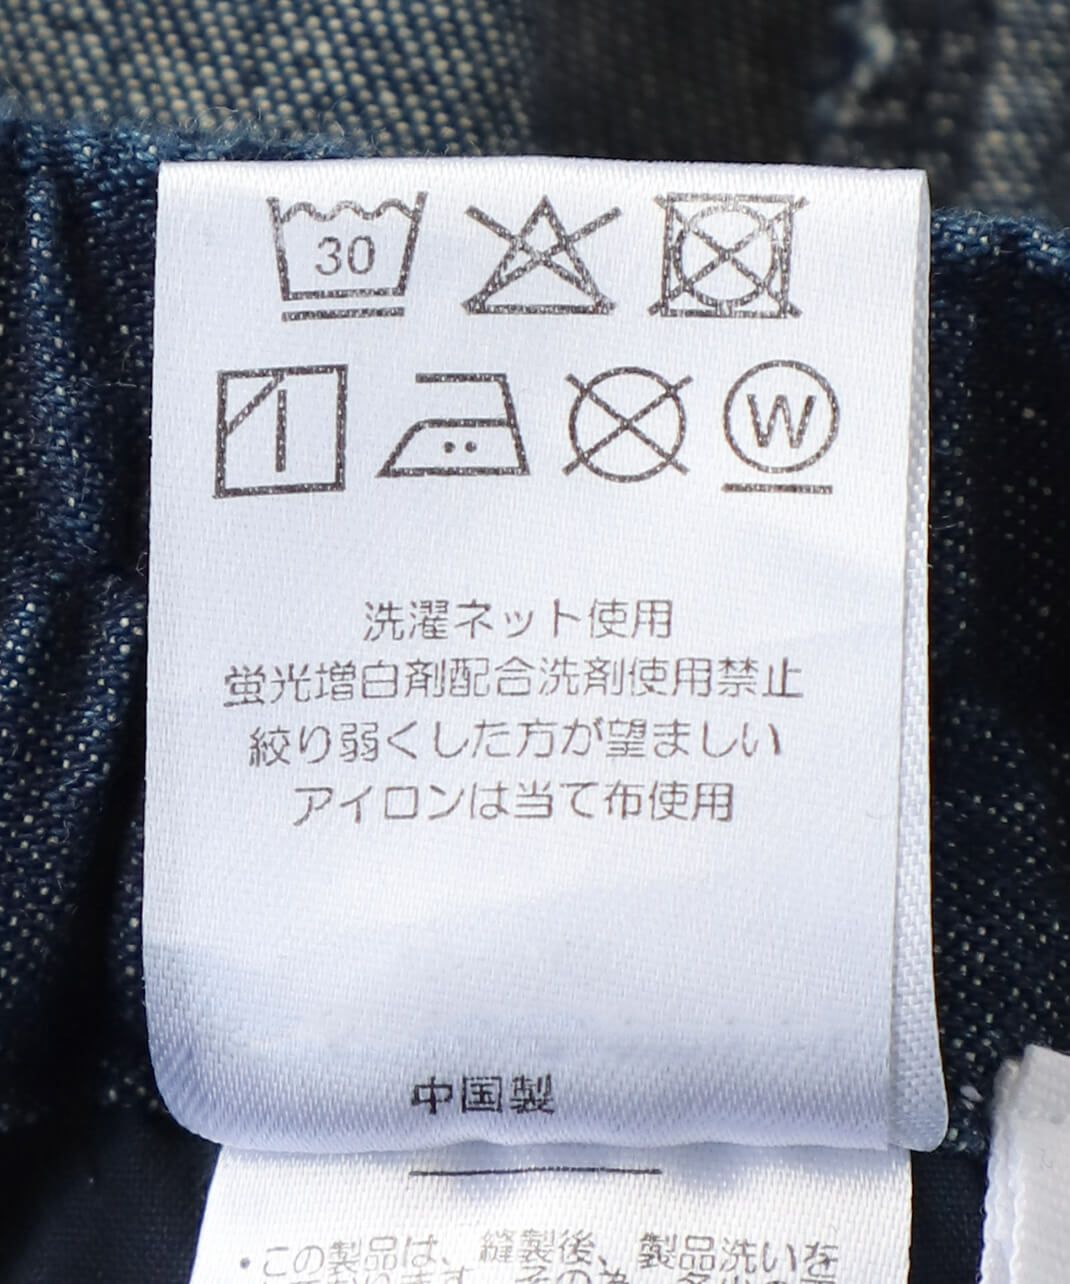 30
W
洗濯ネット使用
蛍光増白剤配合洗剤使用禁止
絞り弱くした方が望ましい
アイロンは当て布使用
中国製
・この製品は、縫製後、製品洗いを